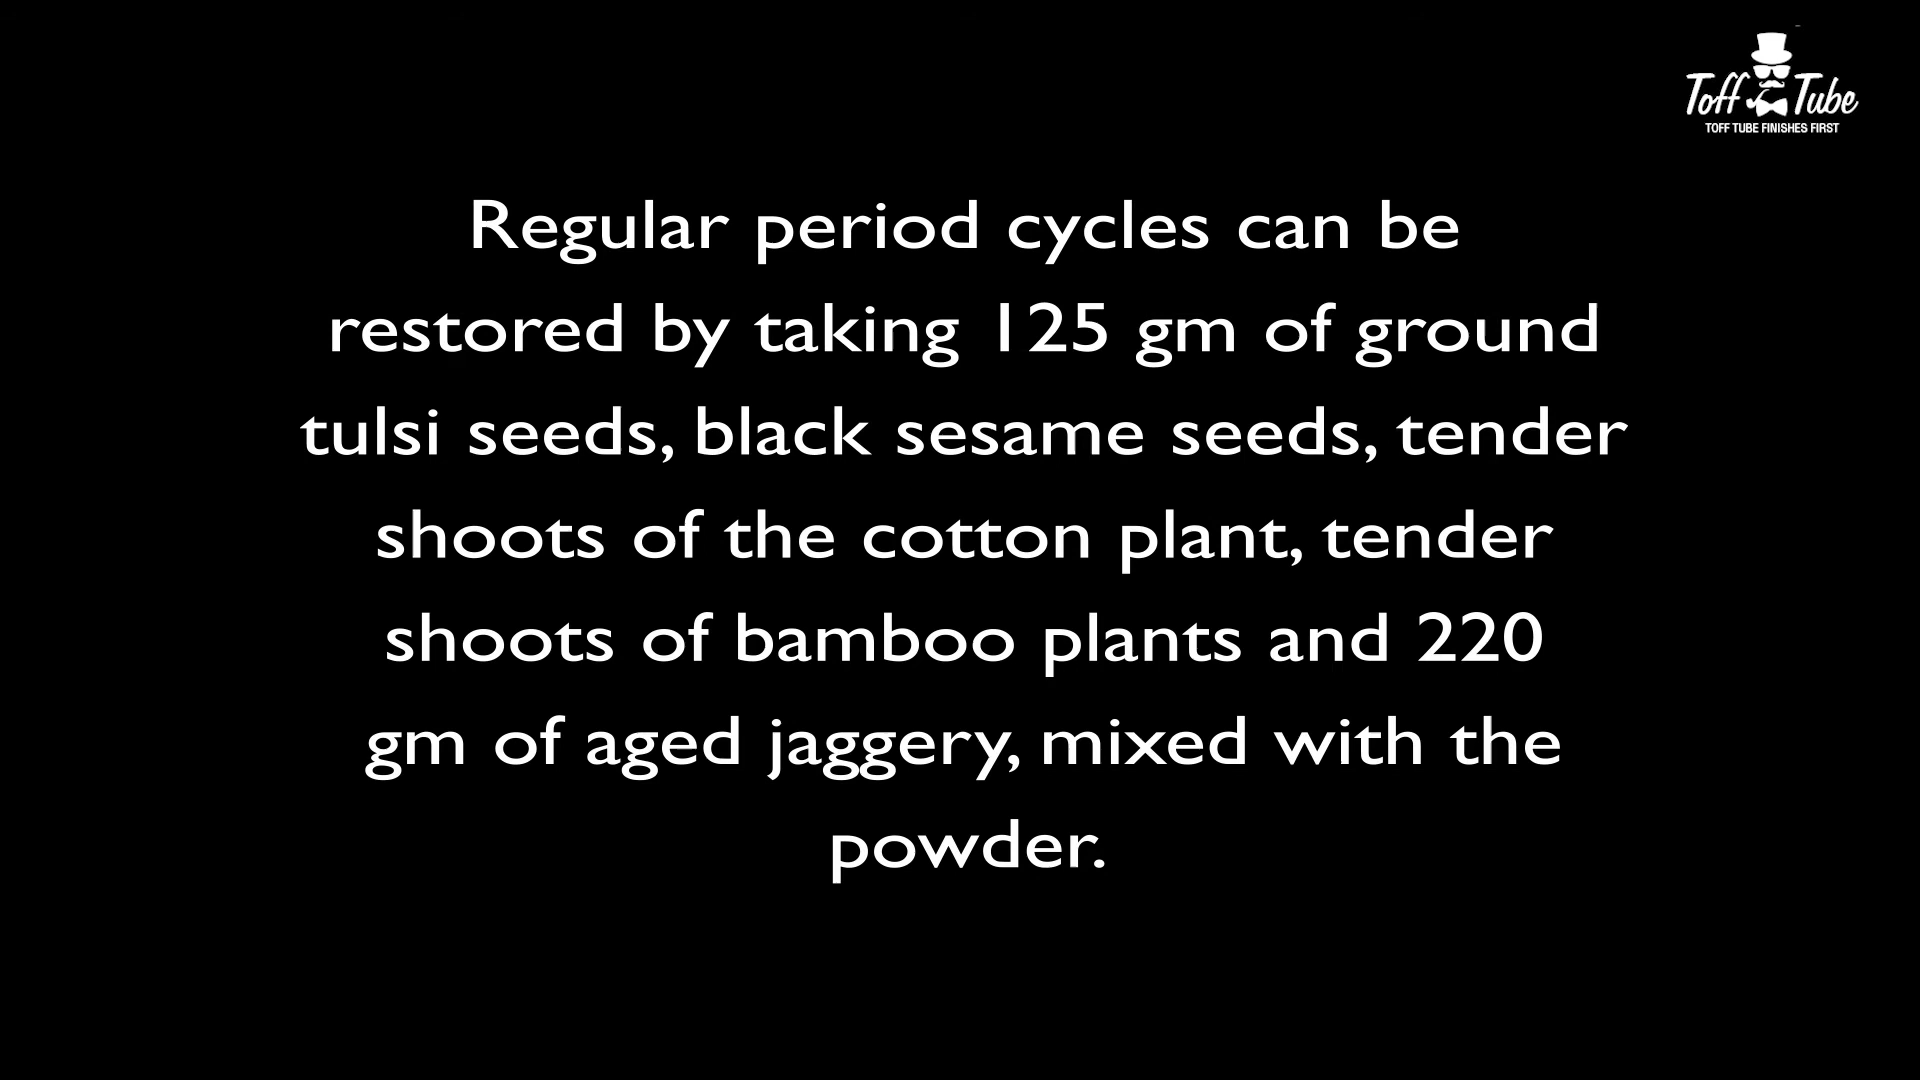 Toff Tube
TOFF TUBE FINISHES FIRST
Regular period cycles can be
restored by taking 125 gm of ground
tulsi seeds, black sesame seeds, tender
shoots of the cotton plant, tender
shoots of bamboo plants and 220
gm of aged jaggery, mixed with the
powder.